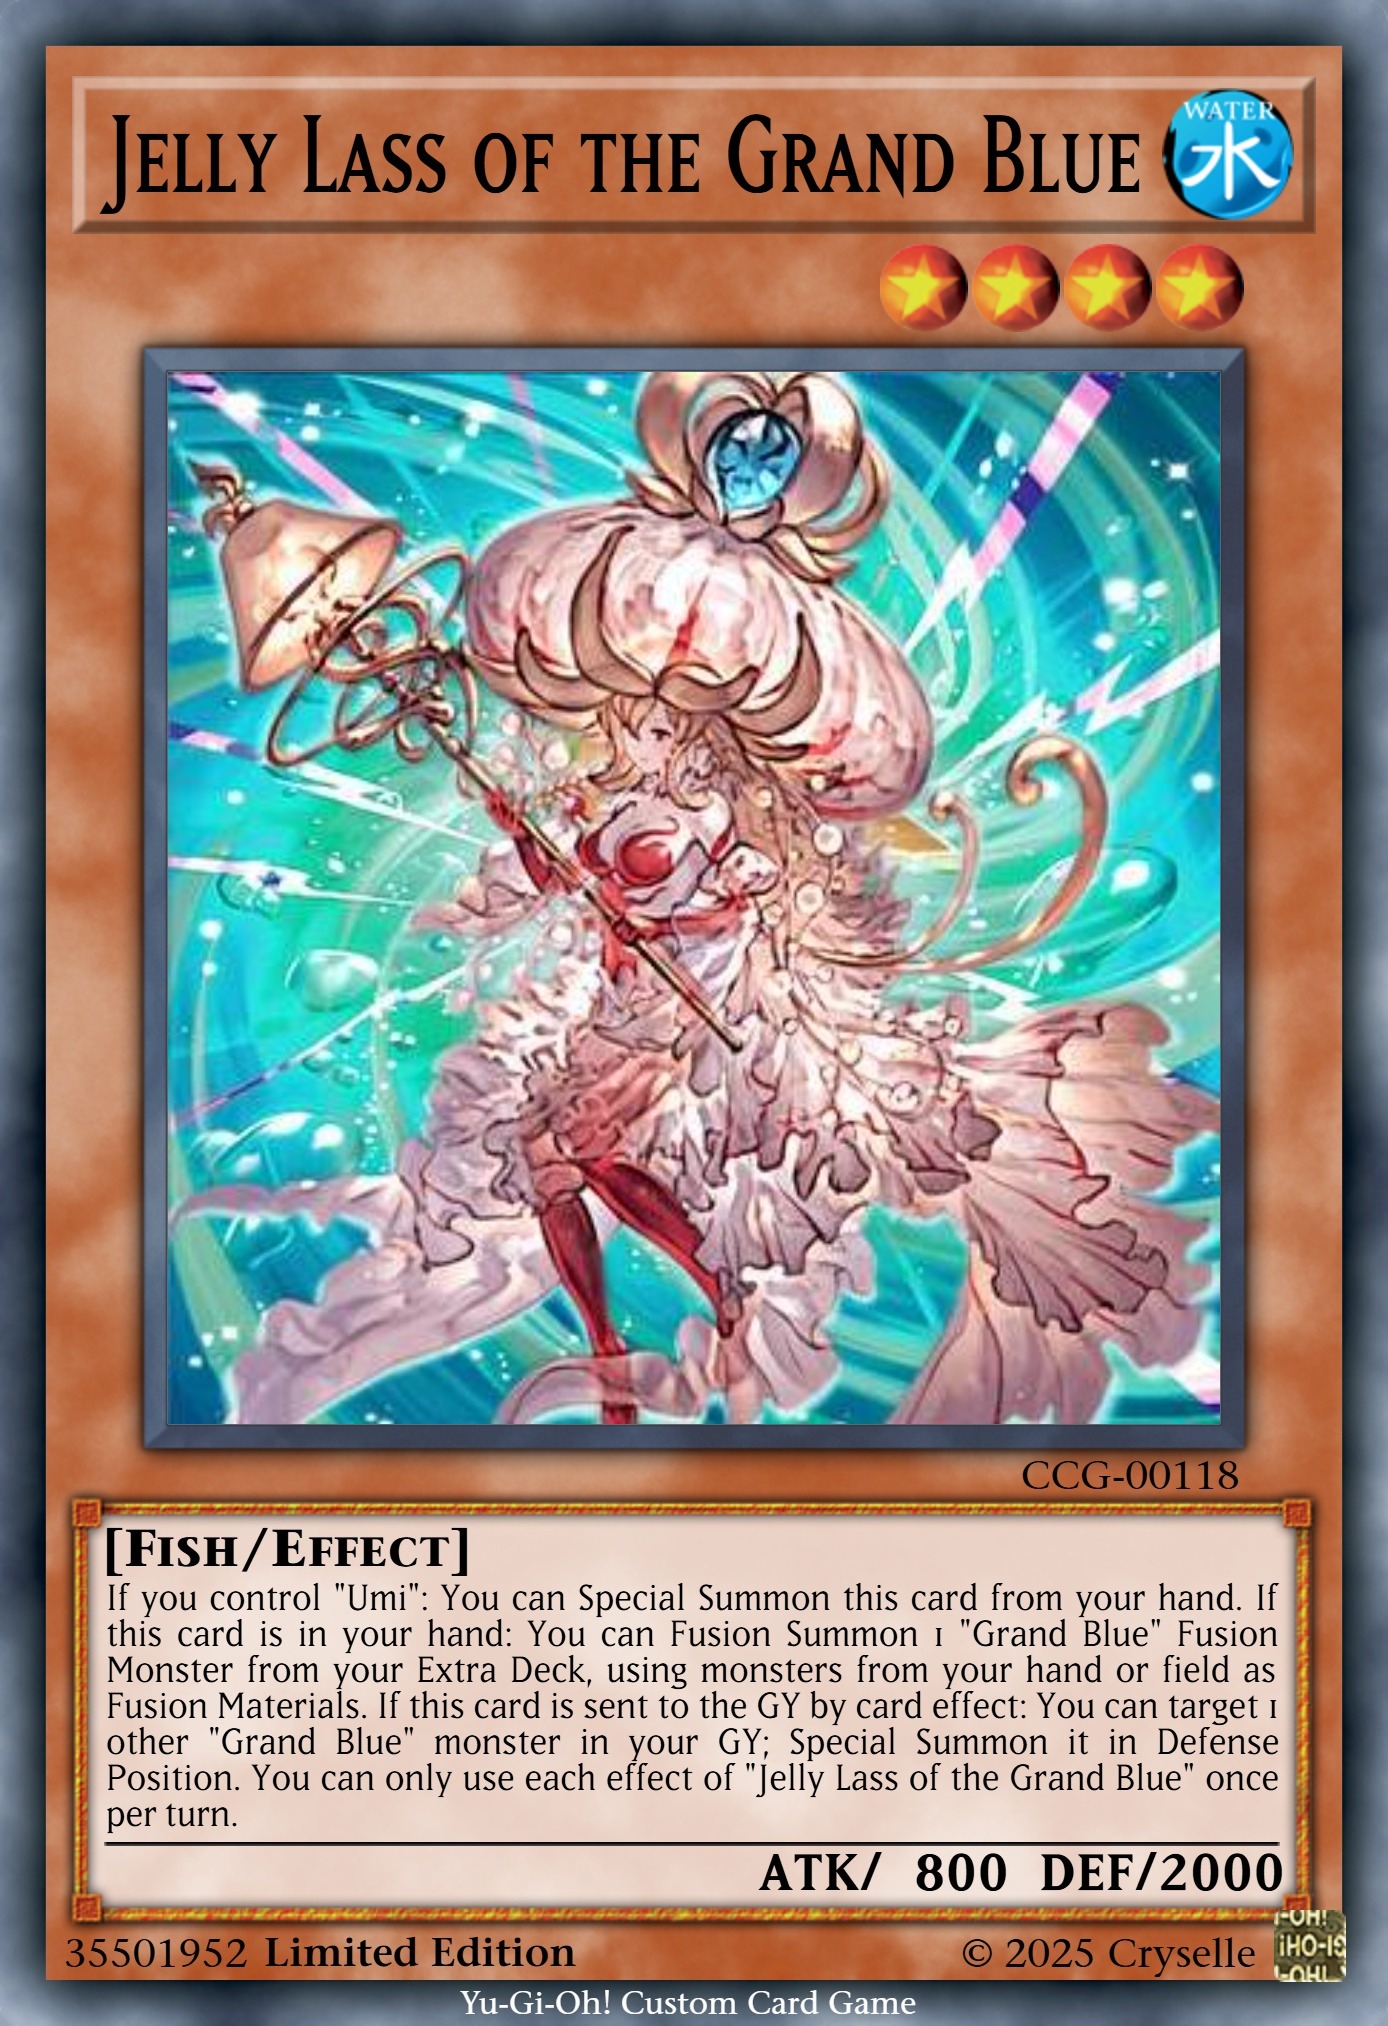 Jelly Lass of the Grand Blue
WATER
水
CCG-00118
[Fish/Effect]
If you control "Umi": You can Special Summon this card from your hand. If
this card is in your hand: You can Fusion Summon 1 "Grand Blue" Fusion
Monster from your Extra Deck, using monsters from your hand or field as
Fusion Materials. If this card is sent to the GY by card effect: You can target 1
other "Grand Blue" monster in your GY; Special Summon it in Defense
Position. You can only use each effect of "Jelly Lass of the Grand Blue" once
per turn.
ATK/ 800 DEF/2000
35501952 Limited Edition
© 2025 Cryselle
Yu-Gi-Oh! Custom Card Game